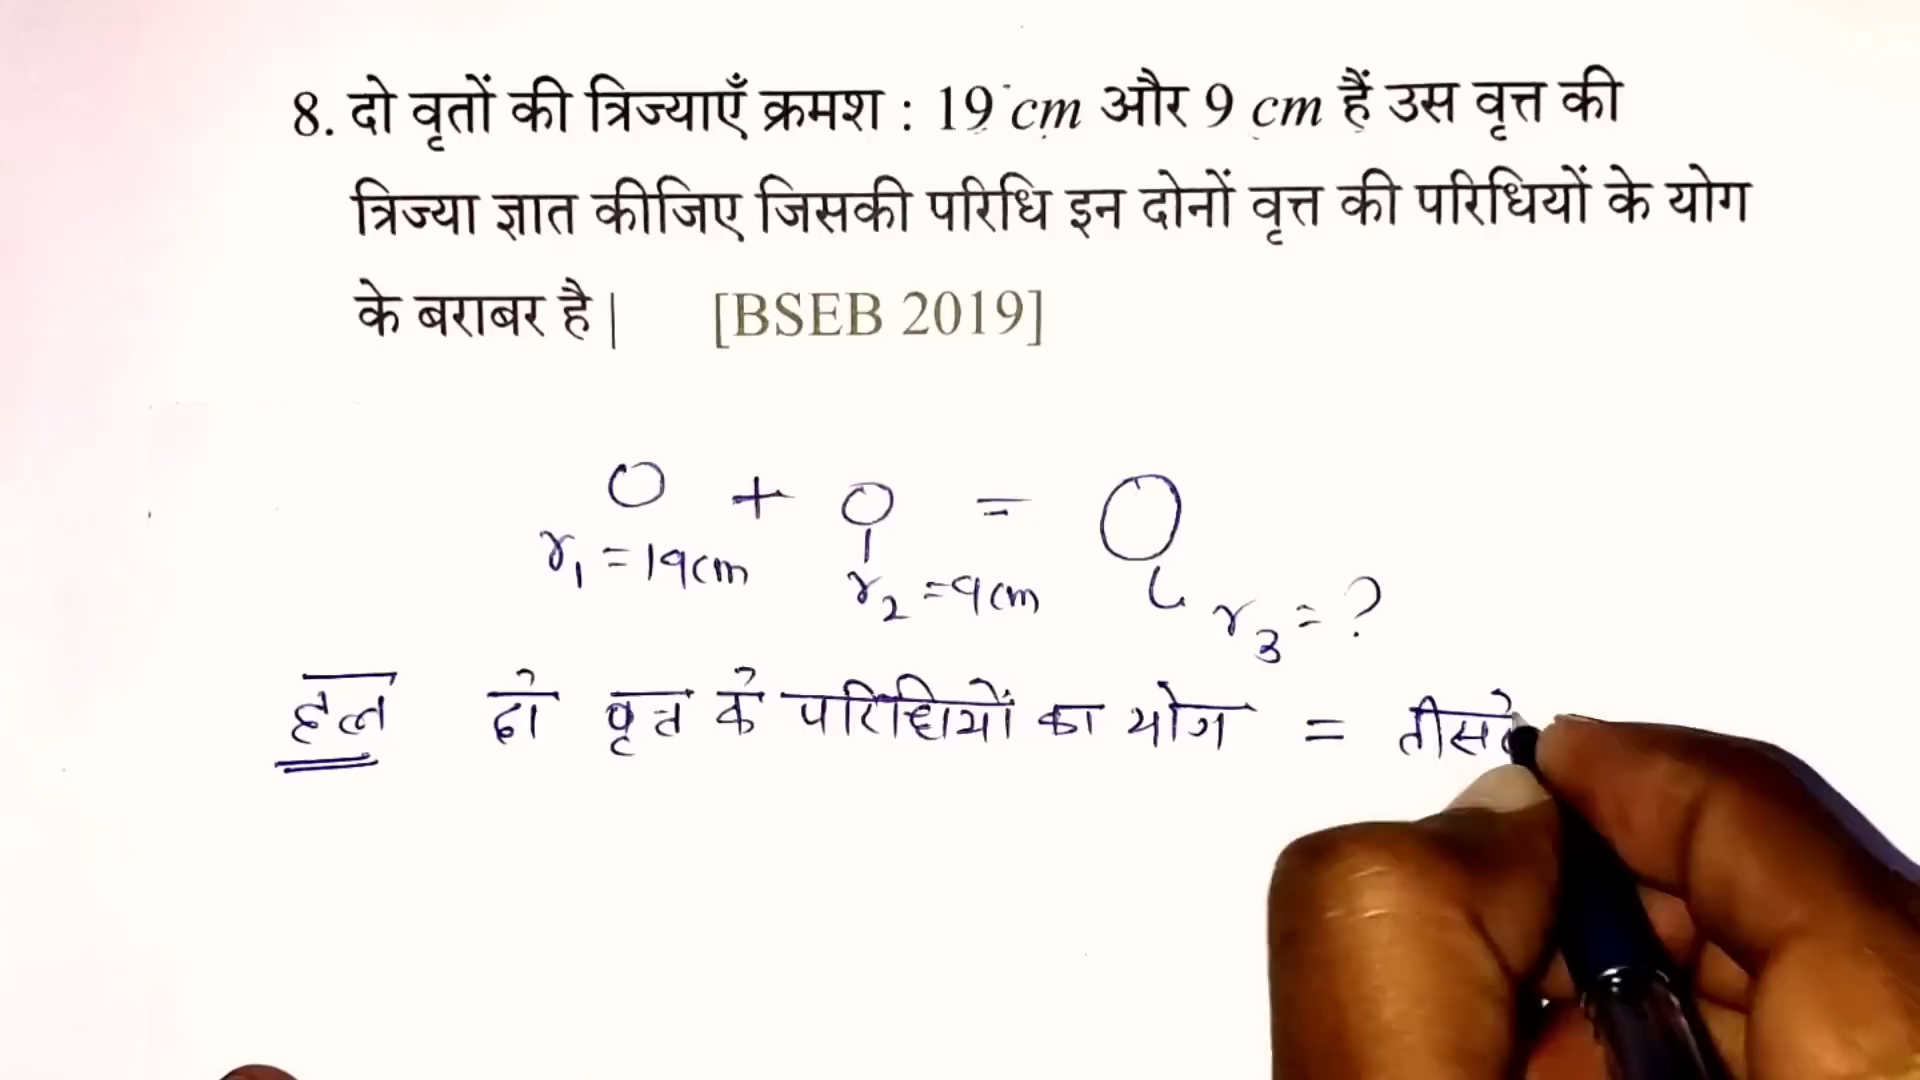 8. दो वृतों की त्रिज्याएँ क्रमश : 19 cm और 9 cm हैं उस वृत्त की
त्रिज्या ज्ञात कीजिए जिसकी परिधि इन दोनों वृत्त की परिधियों के योग
के बराबर है| [BSEB 2019]
+ =
r₁ = 19cm r₂ = 9cm r₃ = ?
हल दो वृत के परिधियों का योग = तीसरे